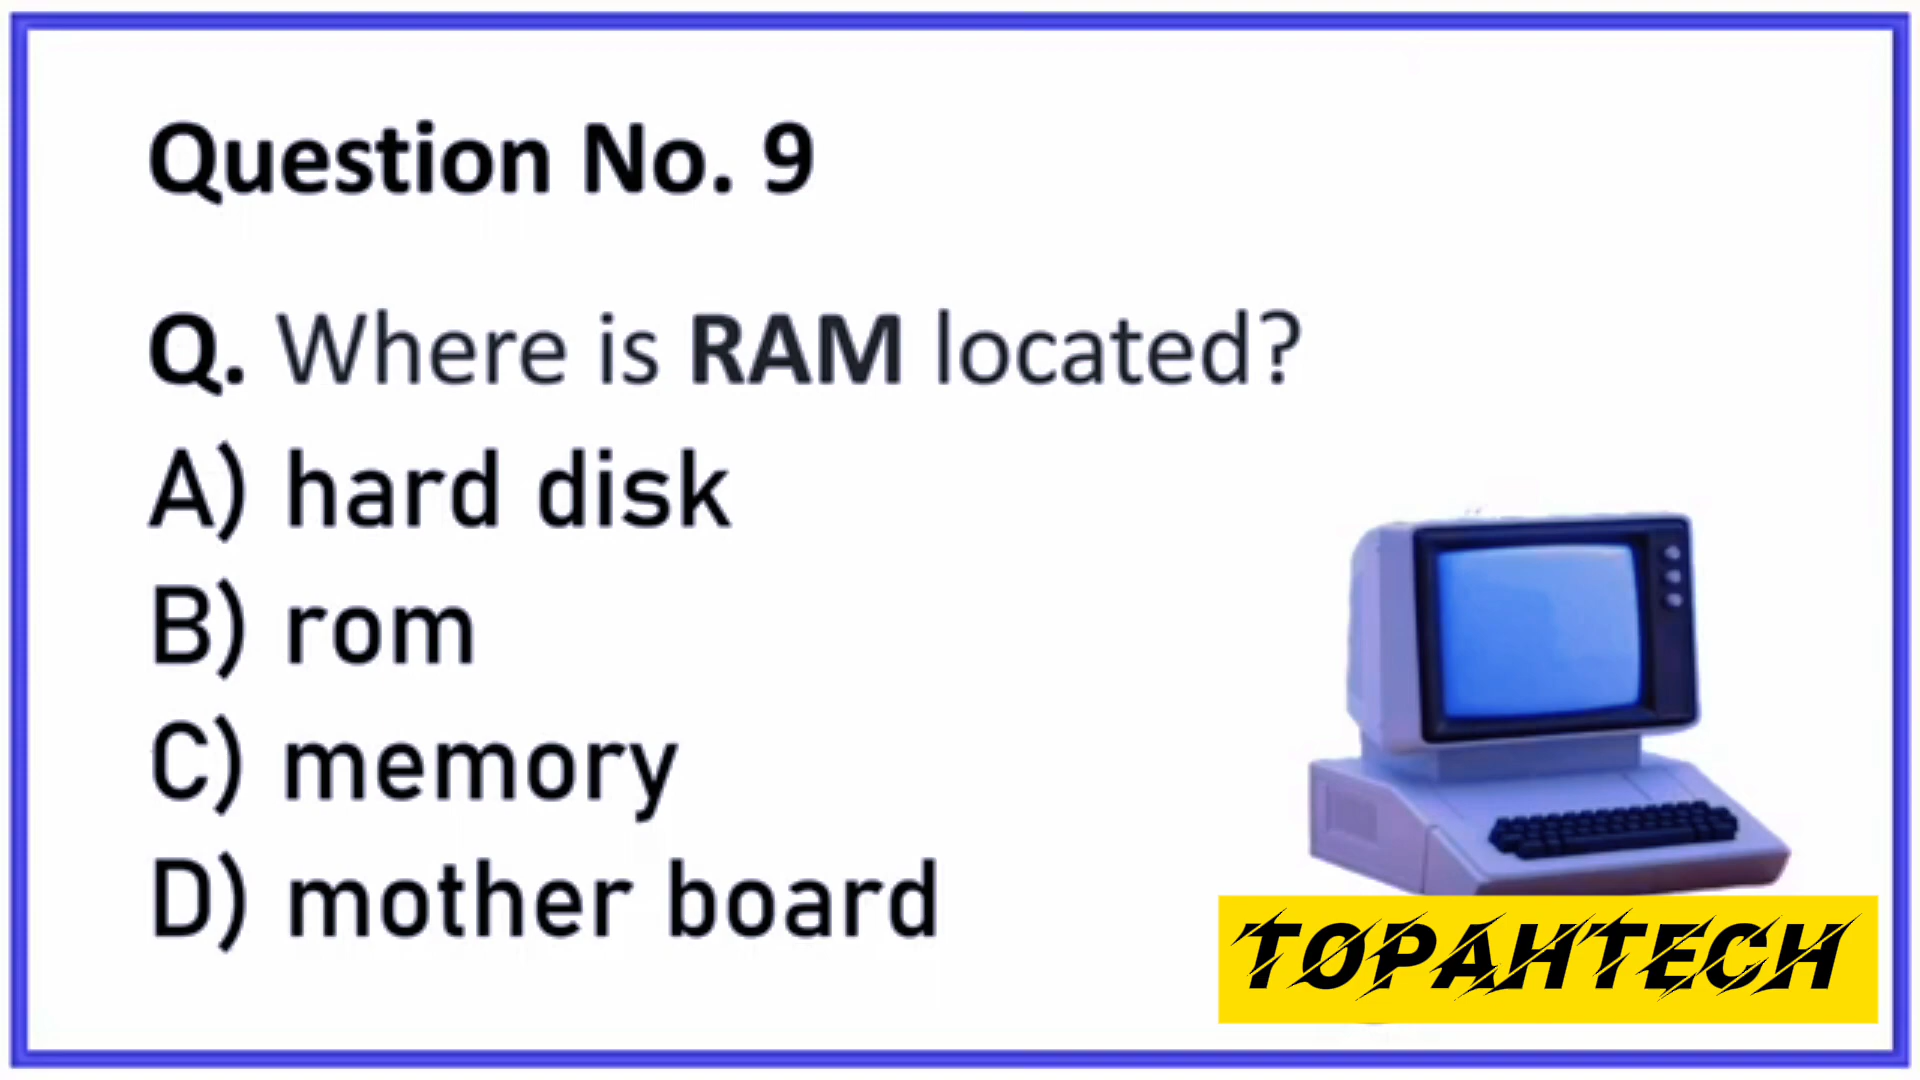 Question No. 9
Q. Where is RAM located?
A) hard disk
B) rom
C) memory
D) mother board
TOPAHTECH